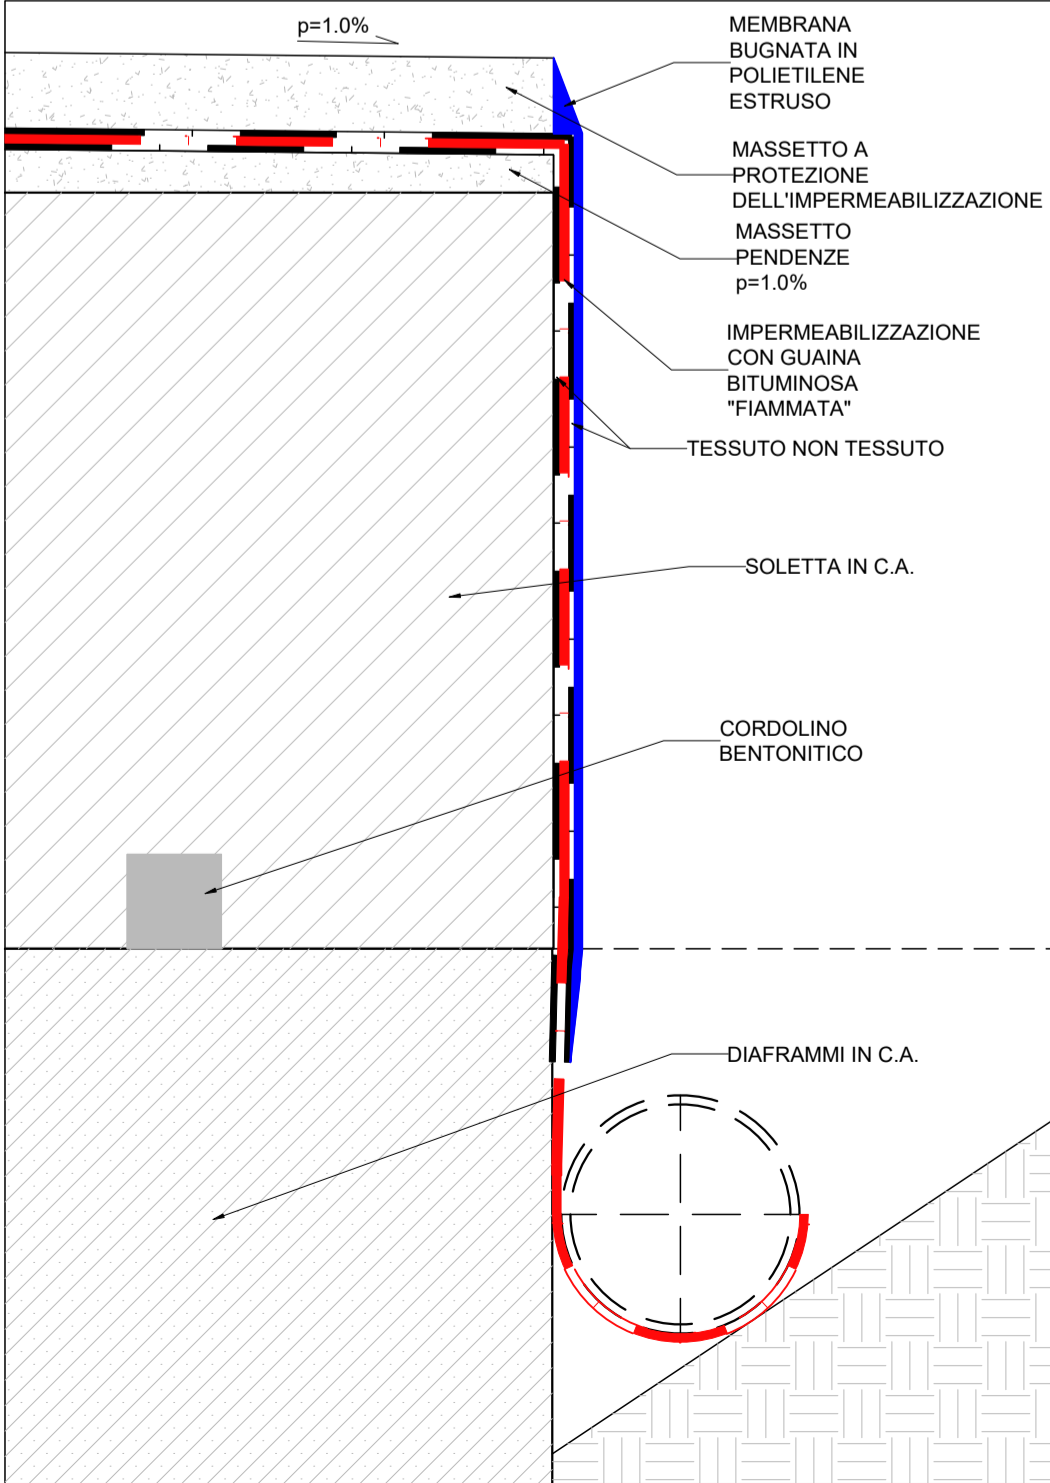 p=1.0%
MEMBRANA
BUGNATA IN
POLIETILENE
ESTRUSO
MASSETTO A
PROTEZIONE
DELL'IMPERMEABILIZZAZIONE
MASSETTO
PENDENZE
p=1.0%
IMPERMEABILIZZAZIONE
CON GUAINA
BITUMINOSA
"FIAMMATA"
TESSUTO NON TESSUTO
SOLETTA IN C.A.
CORDOLINO
BENTONITICO
DIAFRAMMI IN C.A.